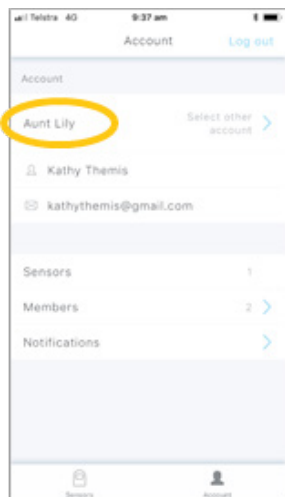 Telstra 4G 9:37 am
Account Log out
Account
Aunt Lily Select other
account
Kathy Themis
kathythemis@gmail.com
Sensors 1
Members 2
Notifications
Sensors Account